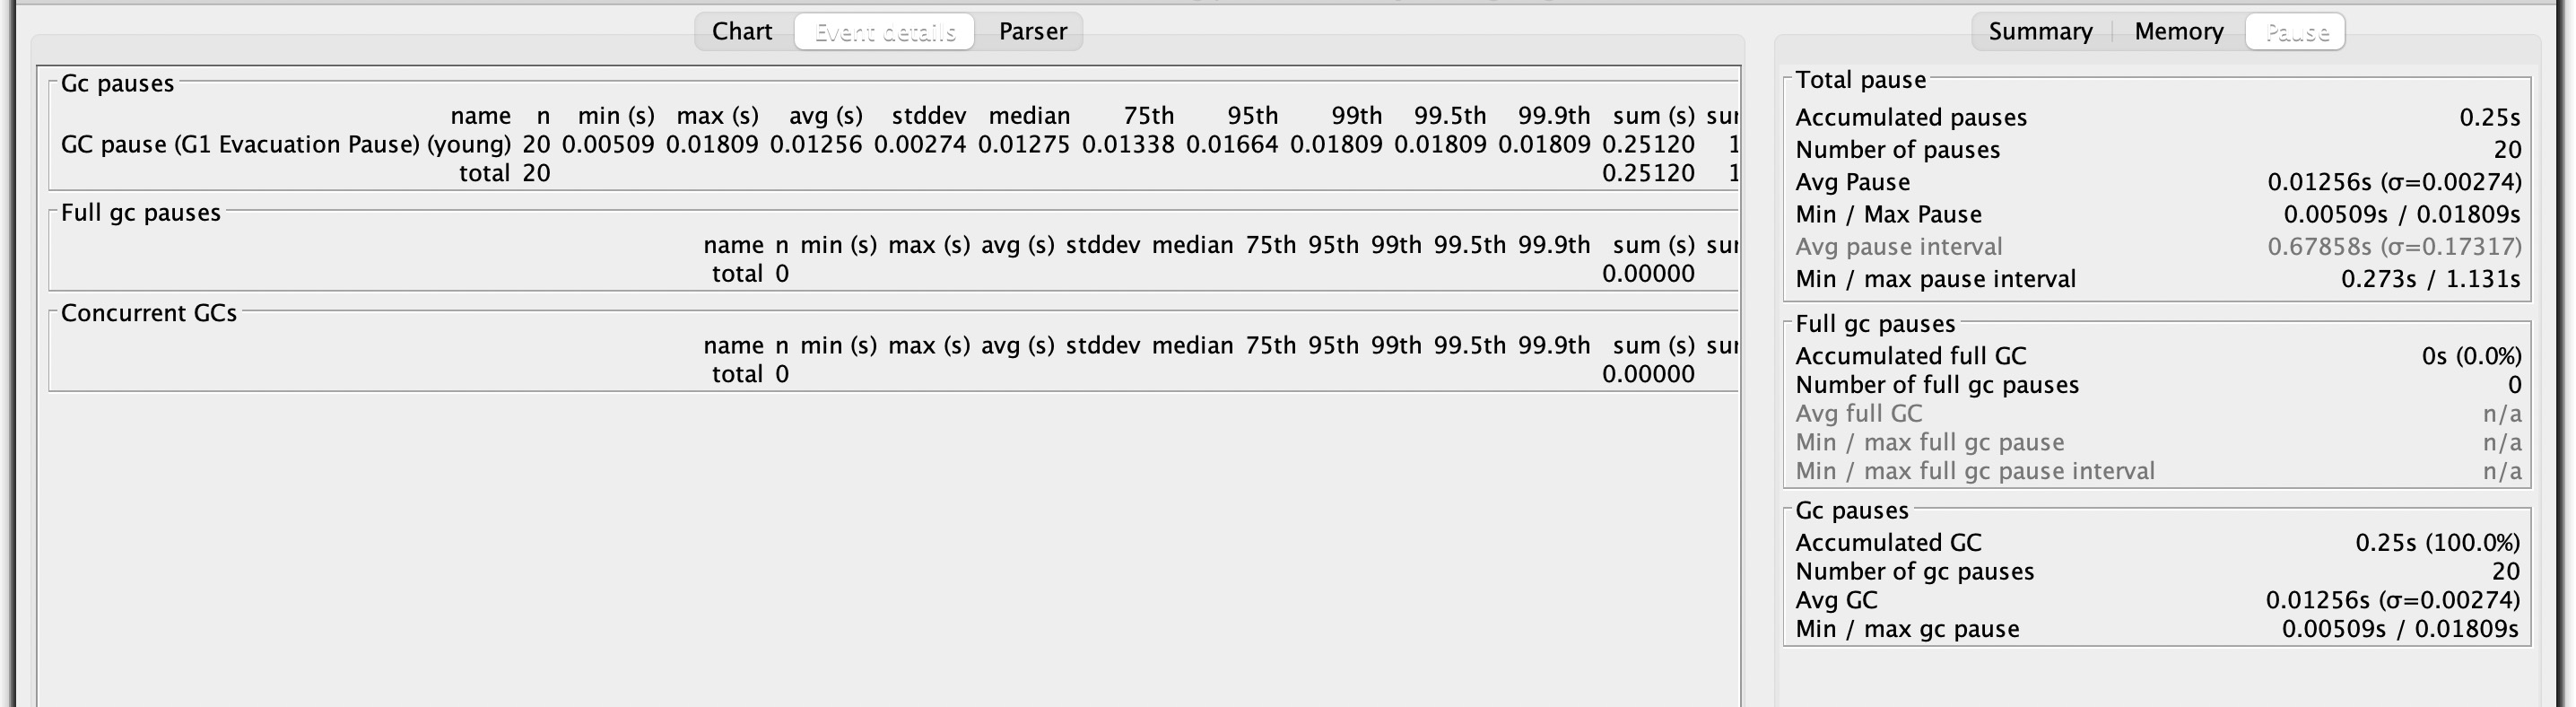 Chart Event details Parser
Gc pauses
name n min (s) max (s) avg (s) stddev median 75th 95th 99th 99.5th 99.9th sum (s)
GC pause (G1 Evacuation Pause) (young) 20 0.00509 0.01809 0.01256 0.00274 0.01275 0.01338 0.01664 0.01809 0.01809 0.01809 0.25120 1
total 20 0.25120 1
Full gc pauses
name n min (s) max (s) avg (s) stddev median 75th 95th 99th 99.5th 99.9th sum (s)
total 0 0.00000
Concurrent GCs
name n min (s) max (s) avg (s) stddev median 75th 95th 99th 99.5th 99.9th sum (s)
total 0 0.00000
Summary Memory Pause
Total pause
Accumulated pauses 0.25s
Number of pauses 20
Avg Pause 0.01256s (σ=0.00274)
Min / Max Pause 0.00509s / 0.01809s
Avg pause interval 0.67858s (σ=0.17317)
Min / max pause interval 0.273s / 1.131s
Full gc pauses
Accumulated full GC 0s (0.0%)
Number of full gc pauses 0
Avg full GC n/a
Min / max full gc pause n/a
Min / max full gc pause interval n/a
Gc pauses
Accumulated GC 0.25s (100.0%)
Number of gc pauses 20
Avg GC 0.01256s (σ=0.00274)
Min / max gc pause 0.00509s / 0.01809s